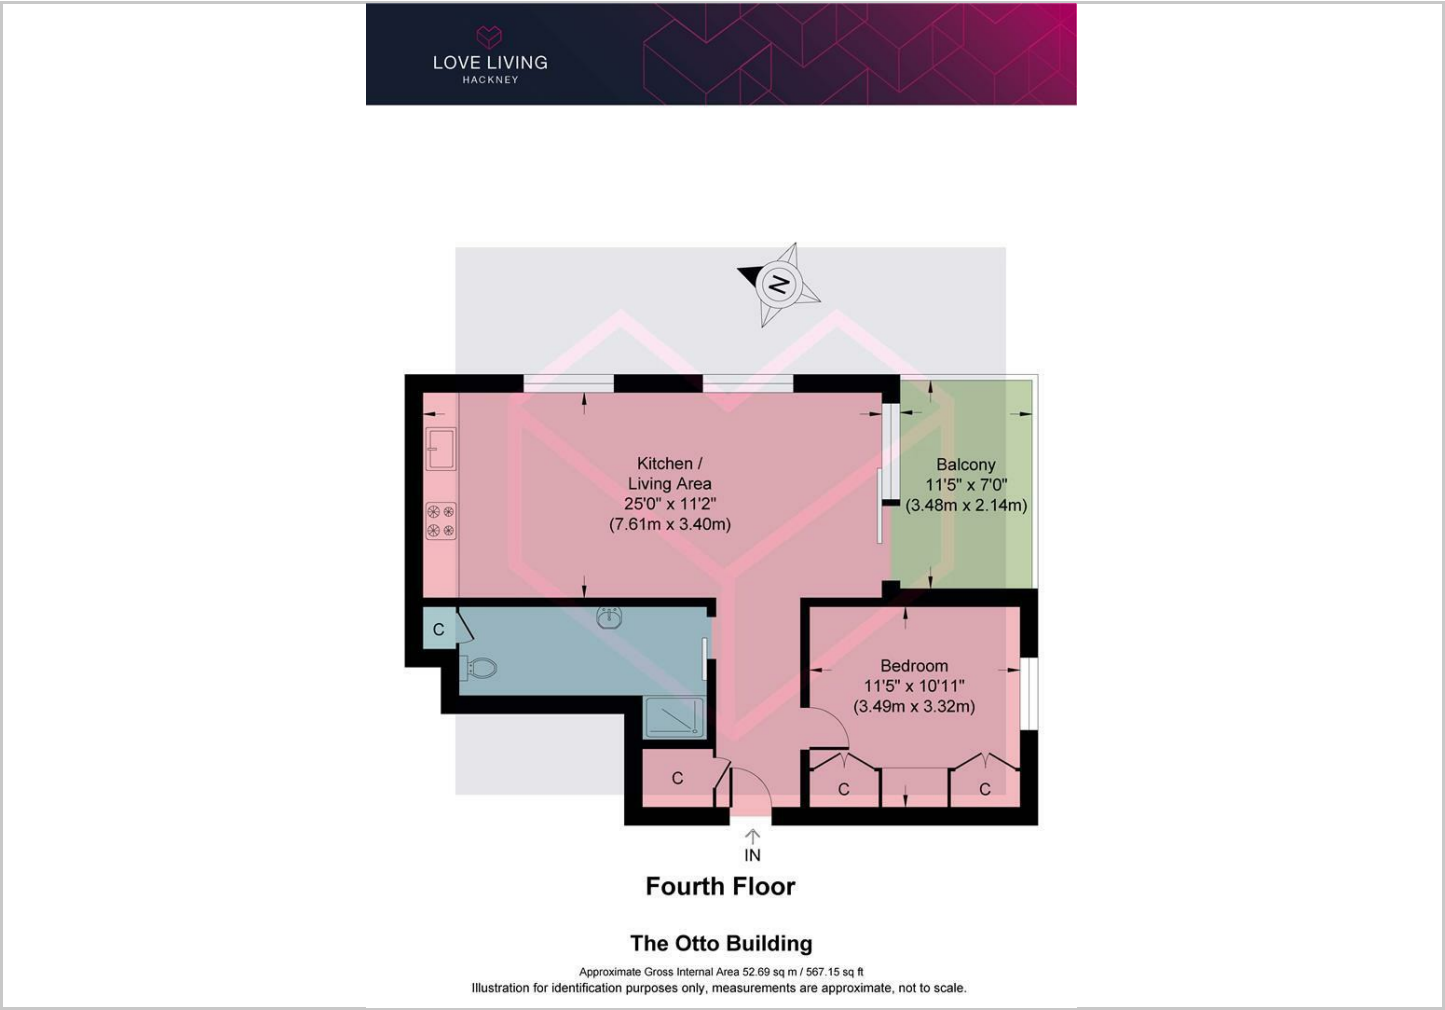 LOVE LIVING
HACKNEY
N
Kitchen /
Living Area
25'0" x 11'2"
(7.61m x 3.40m)
Balcony
11'5" x 7'0"
(3.48m x 2.14m)
C
Bedroom
11'5" x 10'11"
(3.49m x 3.32m)
C
C
C
IN
Fourth Floor
The Otto Building
Approximate Gross Internal Area 52.69 sq m / 567.15 sq ft
Illustration for identification purposes only, measurements are approximate, not to scale.